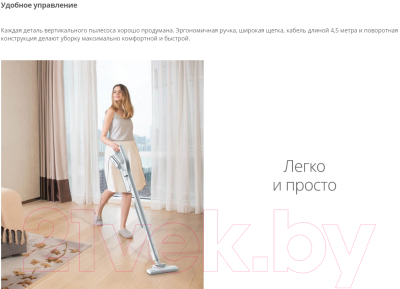 Удобное управление
Каждая деталь вертикального пылесоса хорошо продумана. Эргономичная ручка, широкая щетка, кабель длиной 4,5 метра и поворотная
конструкция делают уборку максимально комфортной и быстрой.
Легко
и просто
21vek.by